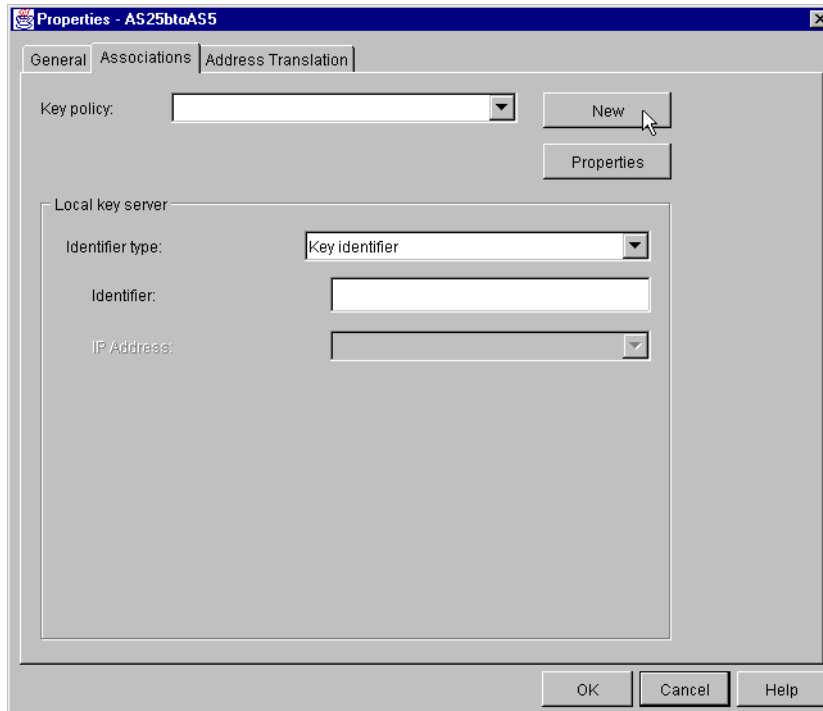 Properties - AS25btoAS5
General Associations Address Translation
Key policy: New
Properties
Local key server
Identifier type: Key identifier
Identifier:
IP Address:
OK Cancel Help